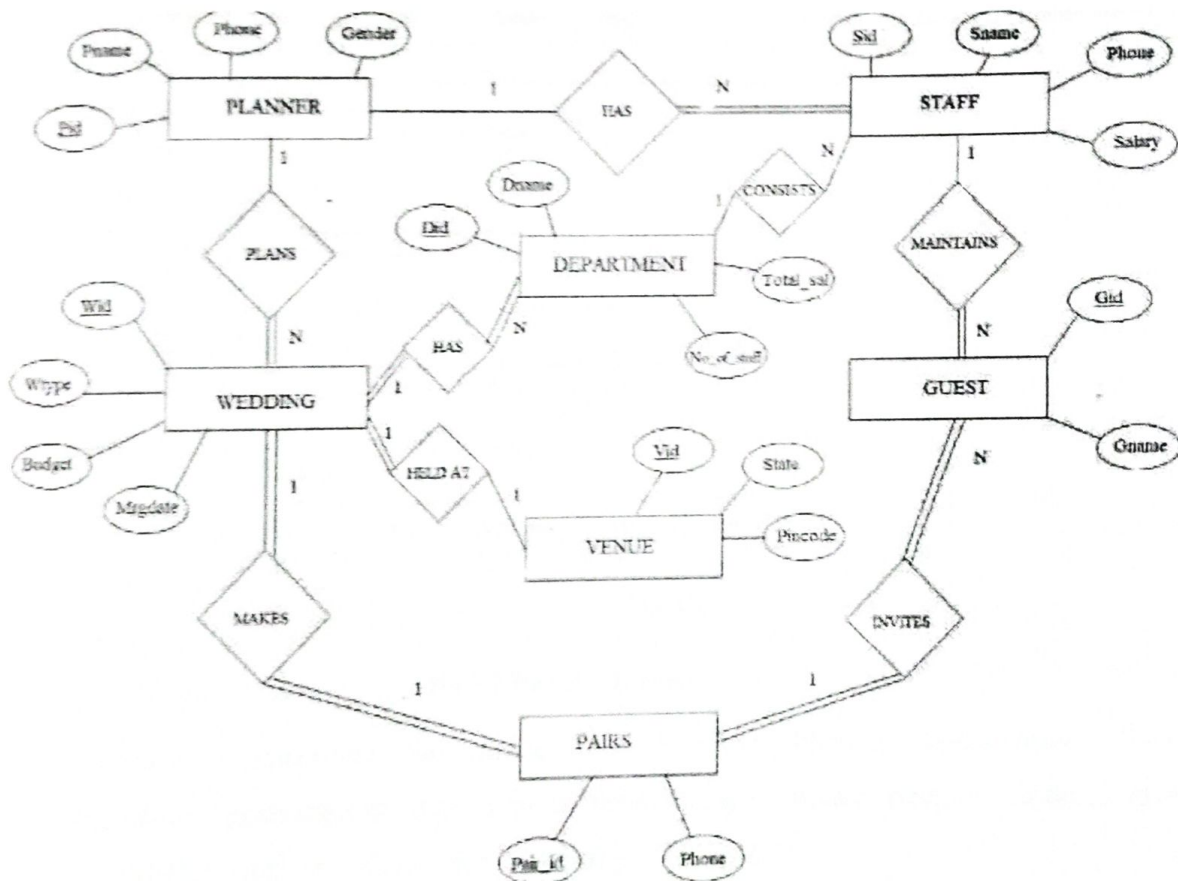 Pname
Phone
Gender
Pid
PLANNER
1
HAS
N
Sid
Sname
Phone
Salary
STAFF
1
PLANS
N
Dname
Did
DEPARTMENT
Total_sal
No_of_staff
1
CONSISTS
N
1
MAINTAINS
N
Wid
Wtype
Budget
Mrgdate
WEDDING
1
HAS
N
1
HELD AT
1
Vid
State
Pincode
VENUE
Gid
Gname
GUEST
N
INVITES
1
1
MAKES
1
PAIRS
Pair_id
Phone